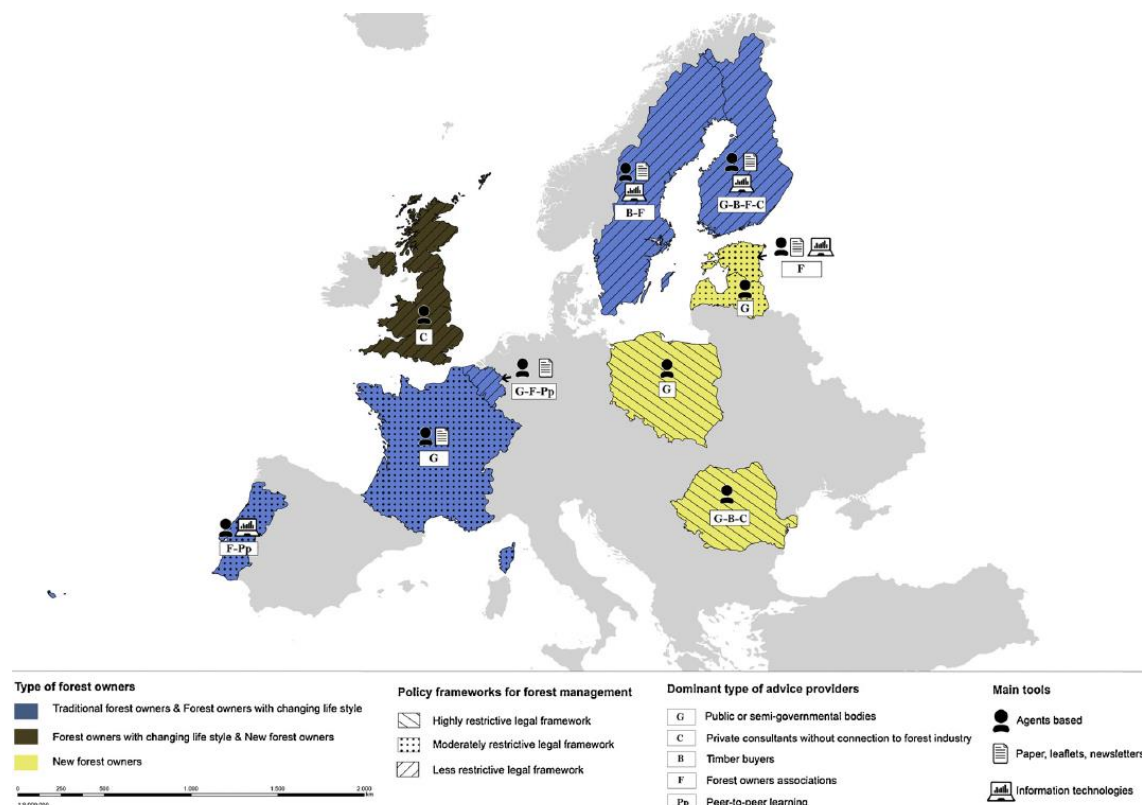 B-F
G-B-F-C
F
G
C
G-F-Pp
G
G
G-B-C
F-Pp
Type of forest owners
Traditional forest owners & Forest owners with changing life style
Forest owners with changing life style & New forest owners
New forest owners
0 500 1.000 1.500 2.000
km
Policy frameworks for forest management
Highly restrictive legal framework
Moderately restrictive legal framework
Less restrictive legal framework
Dominant type of advice providers
G Public or semi-governmental bodies
C Private consultants without connection to forest industry
B Timber buyers
F Forest owners associations
Pp Peer-to-peer learning
Main tools
Agents based
Paper, leaflets, newsletters
Information technologies